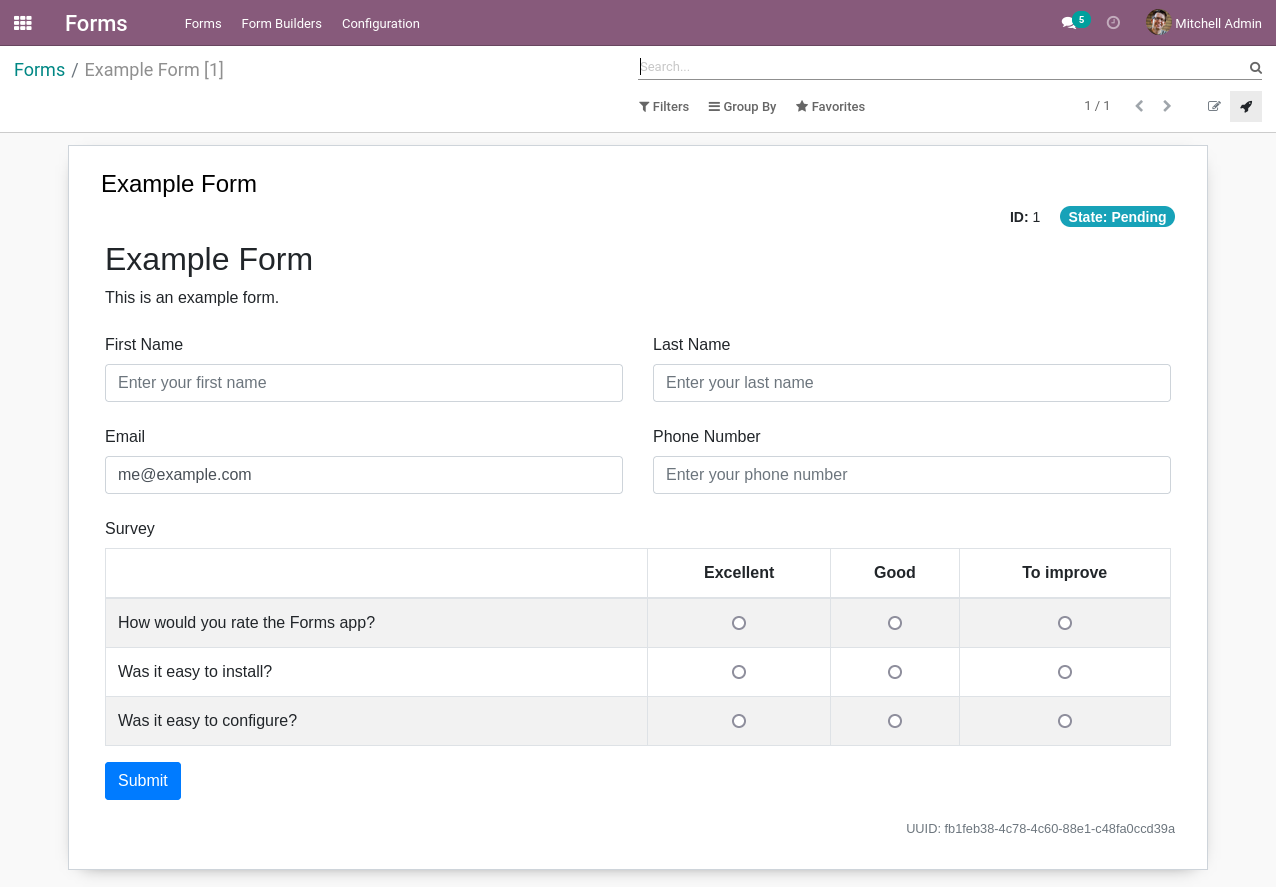 Forms Forms Form Builders Configuration 5 Mitchell Admin
Forms / Example Form [1] Search...
Filters Group By Favorites 1 / 1
Example Form
ID: 1 State: Pending
Example Form
This is an example form.
First Name Last Name
Enter your first name Enter your last name
Email Phone Number
me@example.com Enter your phone number
Survey
Excellent Good To improve
How would you rate the Forms app?
Was it easy to install?
Was it easy to configure?
Submit
UUID: fb1feb38-4c78-4c60-88e1-c48fa0ccd39a